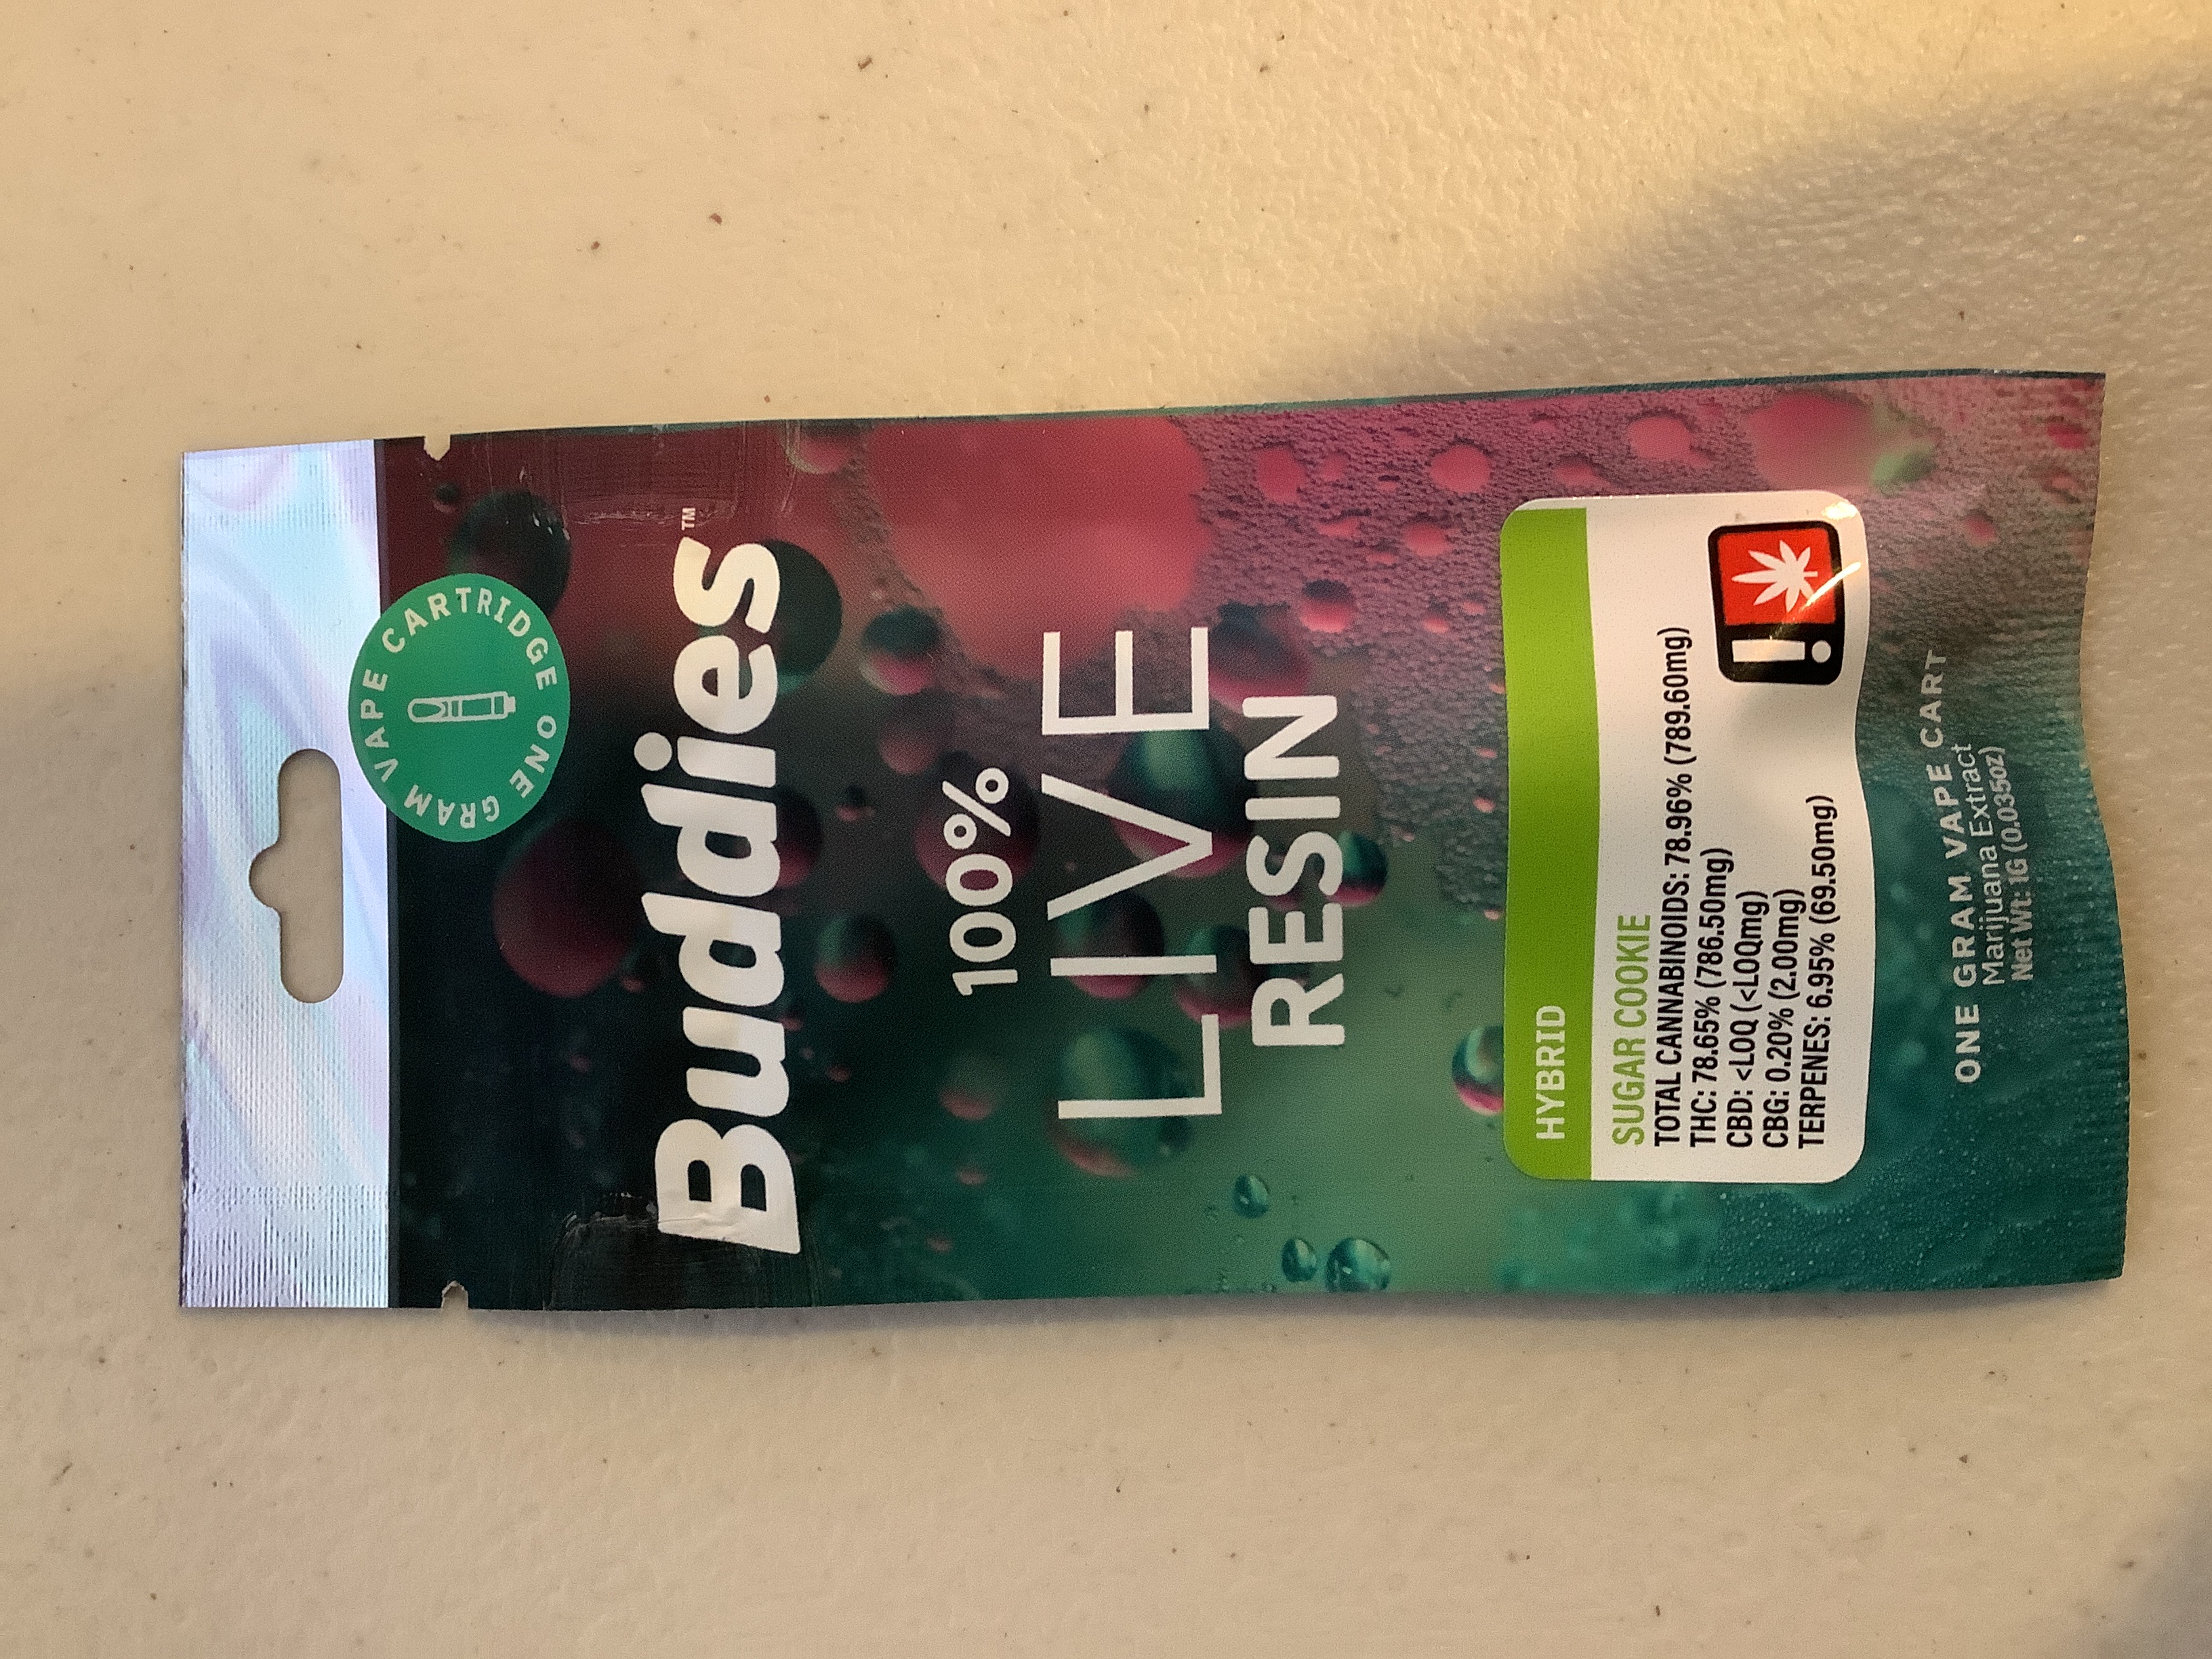 VAPE CARTRIDGE ONE GRAM
Buddies™
100%
LIVE
RESIN
HYBRID
SUGAR COOKIE
TOTAL CANNABINOIDS: 78.96% (789.60mg)
THC: 78.65% (786.50mg)
CBD: <LOQ (<LOQmg)
CBG: 0.20% (2.00mg)
TERPENES: 6.95% (69.50mg)
!
ONE GRAM VAPE CART
Marijuana Extract
Net Wt: 1G (0.035oz)